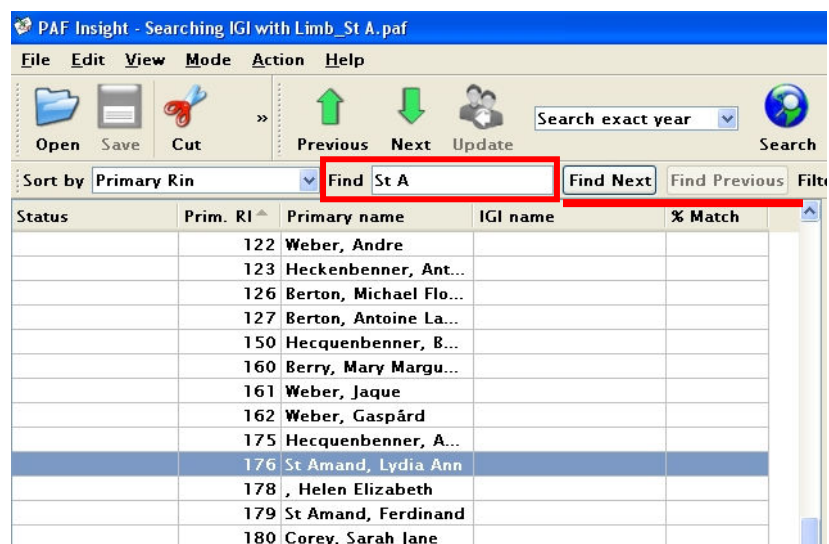 PAF Insight - Searching IGI with Limb_St A.paf
File Edit View Mode Action Help
Open Save Cut » Previous Next Update Search exact year Search
Sort by Primary Rin Find St A Find Next Find Previous Filte
Status Prim. RI Primary name IGI name % Match
122 Weber, Andre
123 Heckenbenner, Ant...
126 Berton, Michael Flo...
127 Berton, Antoine La...
150 Hecquenbenner, B...
160 Berry, Mary Margu...
161 Weber, Jaque
162 Weber, Gaspárd
175 Hecquenbenner, A...
176 St Amand, Lydia Ann
178 , Helen Elizabeth
179 St Amand, Ferdinand
180 Corey, Sarah Jane